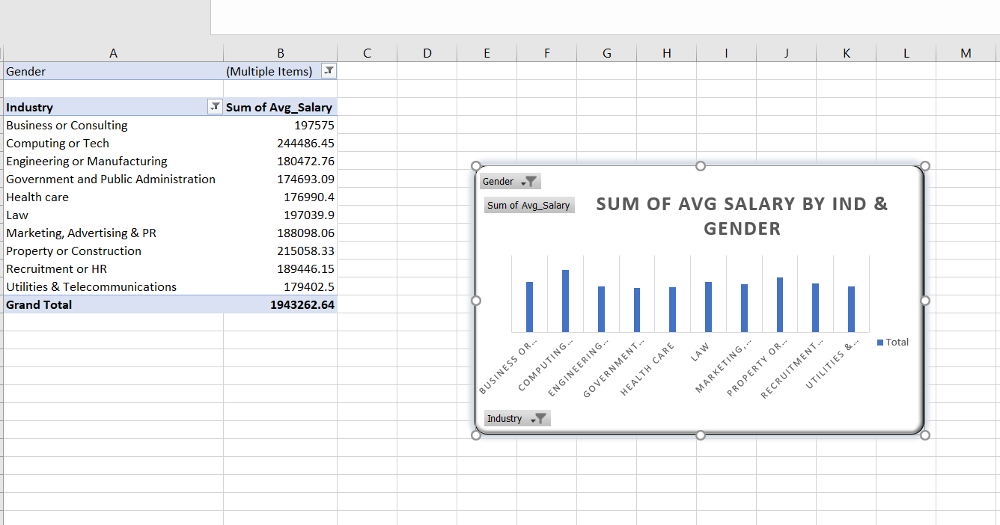 A B C D E F G H I J K L M
Gender (Multiple Items)
Industry Sum of Avg_Salary
Business or Consulting 197575
Computing or Tech 244486.45
Engineering or Manufacturing 180472.76
Government and Public Administration 174693.09
Health care 176990.4
Law 197039.9
Marketing, Advertising & PR 188098.06
Property or Construction 215058.33
Recruitment or HR 189446.15
Utilities & Telecommunications 179402.5
Grand Total 1943262.64
Gender
Sum of Avg_Salary
SUM OF AVG SALARY BY IND &
GENDER
BUSINESS OR...
COMPUTING...
ENGINEERING...
GOVERNMENT...
HEALTH CARE
LAW
MARKETING,...
PROPERTY OR...
RECRUITMENT...
UTILITIES &...
Total
Industry